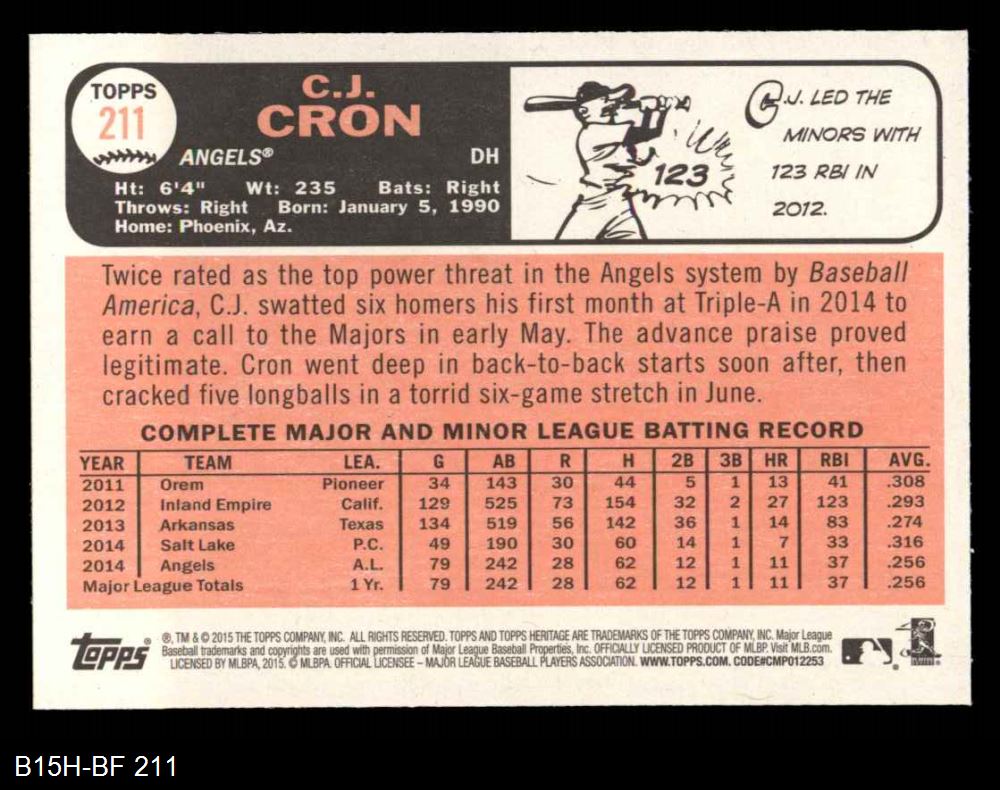 TOPPS
211
C.J.
CRON
ANGELS® DH
Ht: 6'4" Wt: 235 Bats: Right
Throws: Right Born: January 5, 1990
Home: Phoenix, Az.
123
C.J. LED THE
MINORS WITH
123 RBI IN
2012.
Twice rated as the top power threat in the Angels system by Baseball
America, C.J. swatted six homers his first month at Triple-A in 2014 to
earn a call to the Majors in early May. The advance praise proved
legitimate. Cron went deep in back-to-back starts soon after, then
cracked five longballs in a torrid six-game stretch in June.
COMPLETE MAJOR AND MINOR LEAGUE BATTING RECORD
YEAR TEAM LEA. G AB R H 2B 3B HR RBI AVG.
2011 Orem Pioneer 34 143 30 44 5 1 13 41 .308
2012 Inland Empire Calif. 129 525 73 154 32 2 27 123 .293
2013 Arkansas Texas 134 519 56 142 36 1 14 83 .274
2014 Salt Lake P.C. 49 190 30 60 14 1 7 33 .316
2014 Angels A.L. 79 242 28 62 12 1 11 37 .256
Major League Totals 1 Yr. 79 242 28 62 12 1 11 37 .256
Topps®
®, TM & © 2015 THE TOPPS COMPANY, INC. ALL RIGHTS RESERVED. TOPPS AND TOPPS HERITAGE ARE TRADEMARKS OF THE TOPPS COMPANY, INC. Major League
Baseball trademarks and copyrights are used with permission of Major League Baseball Properties, Inc. OFFICIALLY LICENSED PRODUCT OF MLBP. Visit MLB.com.
LICENSED BY MLBPA, 2015. © MLBPA. OFFICIAL LICENSEE – MAJOR LEAGUE BASEBALL PLAYERS ASSOCIATION. WWW.TOPPS.COM. CODE#CMP012253
B15H-BF 211